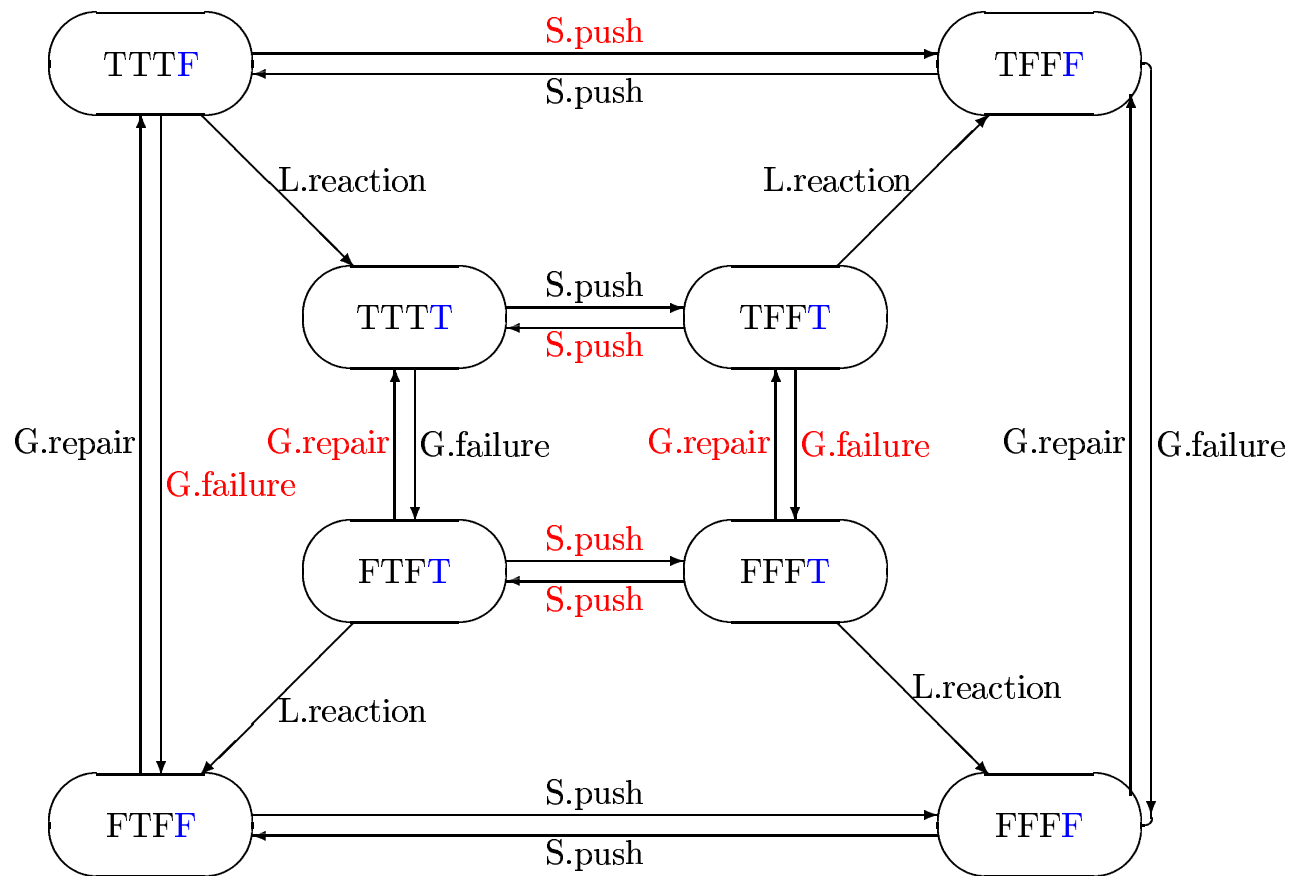 S.push
TTTF
TFFF
S.push
L.reaction
L.reaction
S.push
TTTT
TFFT
S.push
G.repair
G.repair
G.failure
G.repair
G.failure
G.repair
G.failure
G.failure
S.push
FTFT
FFFT
S.push
L.reaction
L.reaction
S.push
FTFF
FFFF
S.push